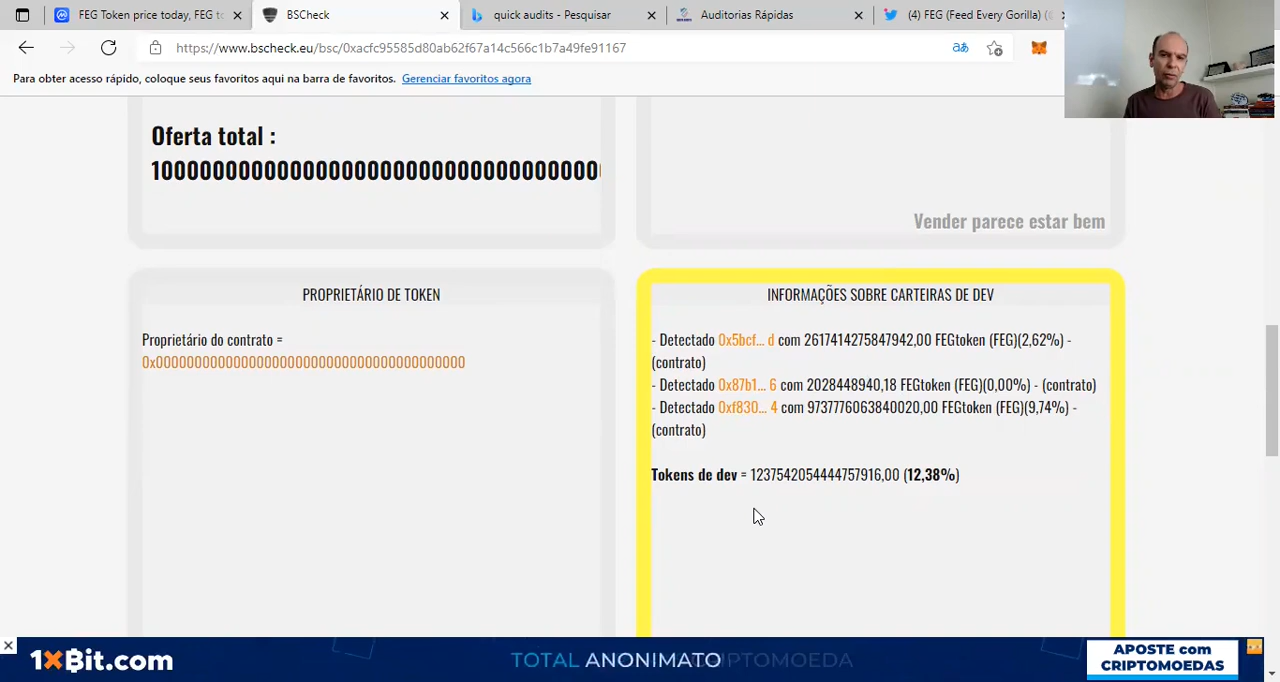 FEG Token price today, FEG to
BSCheck
quick audits - Pesquisar
Auditorias Rápidas
(4) FEG (Feed Every Gorilla) (
https://www.bscheck.eu/bsc/0xacfc95585d80ab62f67a14c566c1b7a49fe91167
Para obter acesso rápido, coloque seus favoritos aqui na barra de favoritos. Gerenciar favoritos agora
Oferta total :
10000000000000000000000000000000000
Vender parece estar bem
PROPRIETÁRIO DE TOKEN
Proprietário do contrato =
0x0000000000000000000000000000000000000000
INFORMAÇÕES SOBRE CARTEIRAS DE DEV
- Detectado 0x5bcf... d com 2617414275847942,00 FEGtoken (FEG)(2,62%) -
(contrato)
- Detectado 0x87b1... 6 com 2028448940,18 FEGtoken (FEG)(0,00%) - (contrato)
- Detectado 0xf830... 4 com 9737776063840020,00 FEGtoken (FEG)(9,74%) -
(contrato)
Tokens de dev = 1237542054444757916,00 (12,38%)
1xBit.com
TOTAL ANONIMATO CRIPTOMOEDA
APOSTE com
CRIPTOMOEDAS